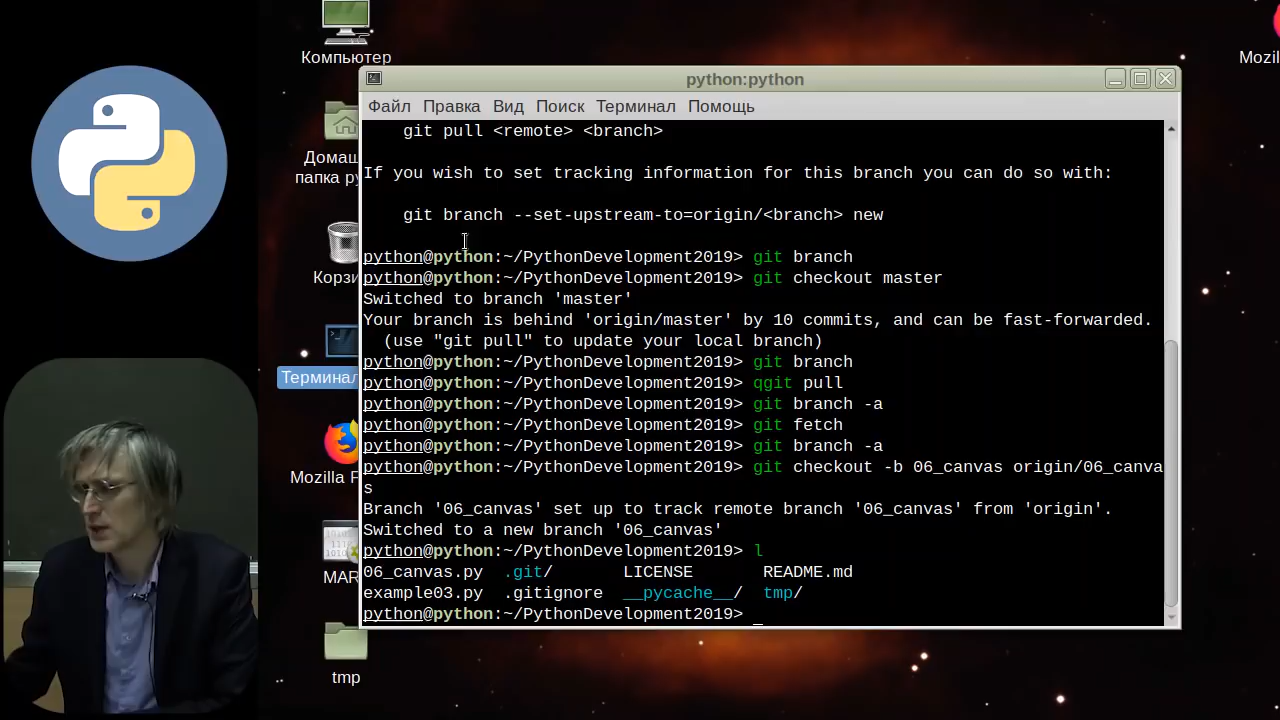 Компьютер
Mozil
python:python
Файл Правка Вид Поиск Терминал Помощь
git pull <remote> <branch>
If you wish to set tracking information for this branch you can do so with:
git branch --set-upstream-to=origin/<branch> new
python@python:~/PythonDevelopment2019> git branch
python@python:~/PythonDevelopment2019> git checkout master
Switched to branch 'master'
Your branch is behind 'origin/master' by 10 commits, and can be fast-forwarded.
(use "git pull" to update your local branch)
python@python:~/PythonDevelopment2019> git branch
python@python:~/PythonDevelopment2019> qgit pull
python@python:~/PythonDevelopment2019> git branch -a
python@python:~/PythonDevelopment2019> git fetch
python@python:~/PythonDevelopment2019> git branch -a
python@python:~/PythonDevelopment2019> git checkout -b 06_canvas origin/06_canva
s
Branch '06_canvas' set up to track remote branch '06_canvas' from 'origin'.
Switched to a new branch '06_canvas'
python@python:~/PythonDevelopment2019> l
06_canvas.py .git/ LICENSE README.md
example03.py .gitignore __pycache__/ tmp/
python@python:~/PythonDevelopment2019>
Домаш
папка py
Корзи
Терминал
Mozilla F
MAR
tmp